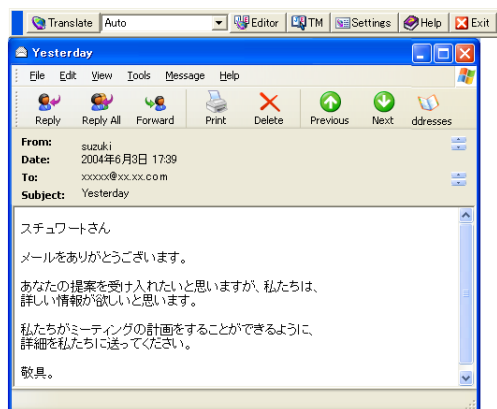 Translate Auto Editor TM Settings Help Exit
Yesterday
File Edit View Tools Message Help
Reply Reply All Forward Print Delete Previous Next ddresses
From: suzuki
Date: 2004年6月3日 17:39
To: xxxxx@xx.xx.com
Subject: Yesterday
スチュワートさん
メールをありがとうございます。
あなたの提案を受け入れたいと思いますが、私たちは、
詳しい情報が欲しいと思います。
私たちがミーティングの計画をすることができるように、
詳細を私たちに送ってください。
敬具。